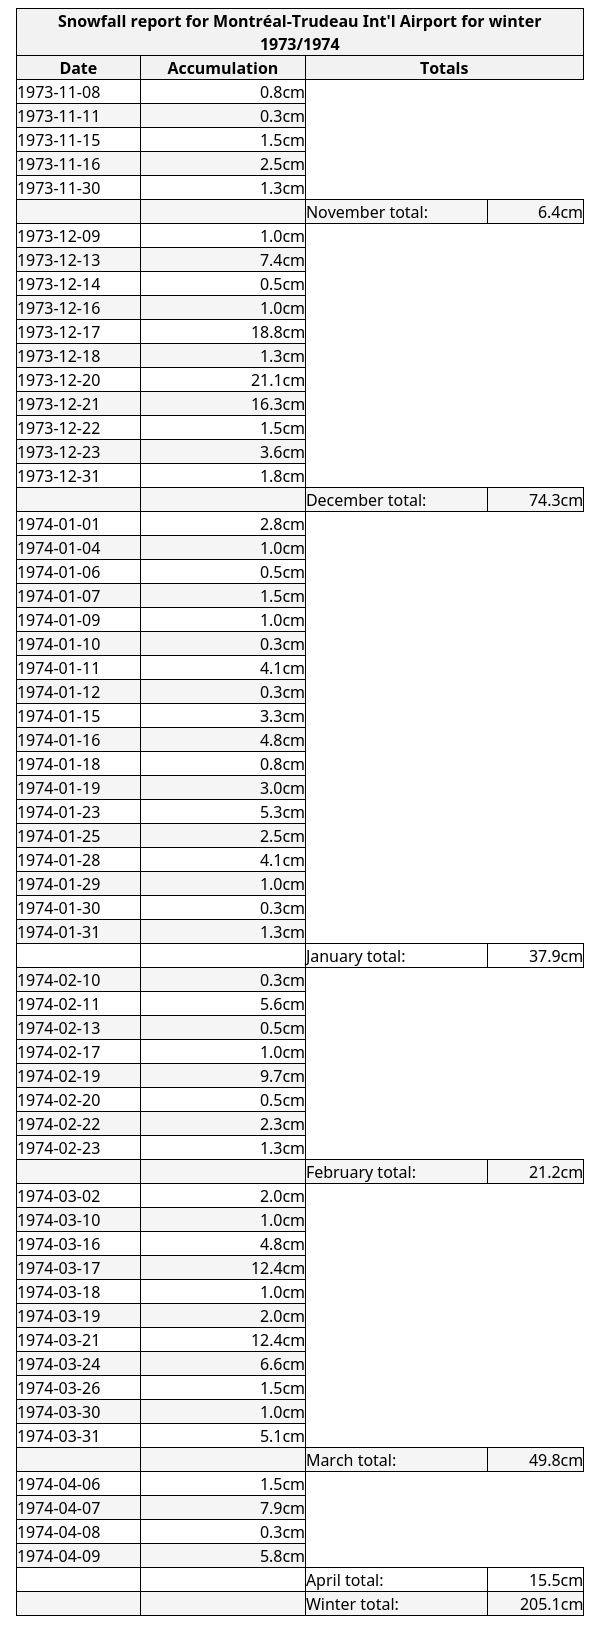 Snowfall report for Montréal-Trudeau Int'l Airport for winter
1973/1974
Date Accumulation Totals
1973-11-08 0.8cm
1973-11-11 0.3cm
1973-11-15 1.5cm
1973-11-16 2.5cm
1973-11-30 1.3cm
November total: 6.4cm
1973-12-09 1.0cm
1973-12-13 7.4cm
1973-12-14 0.5cm
1973-12-16 1.0cm
1973-12-17 18.8cm
1973-12-18 1.3cm
1973-12-20 21.1cm
1973-12-21 16.3cm
1973-12-22 1.5cm
1973-12-23 3.6cm
1973-12-31 1.8cm
December total: 74.3cm
1974-01-01 2.8cm
1974-01-04 1.0cm
1974-01-06 0.5cm
1974-01-07 1.5cm
1974-01-09 1.0cm
1974-01-10 0.3cm
1974-01-11 4.1cm
1974-01-12 0.3cm
1974-01-15 3.3cm
1974-01-16 4.8cm
1974-01-18 0.8cm
1974-01-19 3.0cm
1974-01-23 5.3cm
1974-01-25 2.5cm
1974-01-28 4.1cm
1974-01-29 1.0cm
1974-01-30 0.3cm
1974-01-31 1.3cm
January total: 37.9cm
1974-02-10 0.3cm
1974-02-11 5.6cm
1974-02-13 0.5cm
1974-02-17 1.0cm
1974-02-19 9.7cm
1974-02-20 0.5cm
1974-02-22 2.3cm
1974-02-23 1.3cm
February total: 21.2cm
1974-03-02 2.0cm
1974-03-10 1.0cm
1974-03-16 4.8cm
1974-03-17 12.4cm
1974-03-18 1.0cm
1974-03-19 2.0cm
1974-03-21 12.4cm
1974-03-24 6.6cm
1974-03-26 1.5cm
1974-03-30 1.0cm
1974-03-31 5.1cm
March total: 49.8cm
1974-04-06 1.5cm
1974-04-07 7.9cm
1974-04-08 0.3cm
1974-04-09 5.8cm
April total: 15.5cm
Winter total: 205.1cm